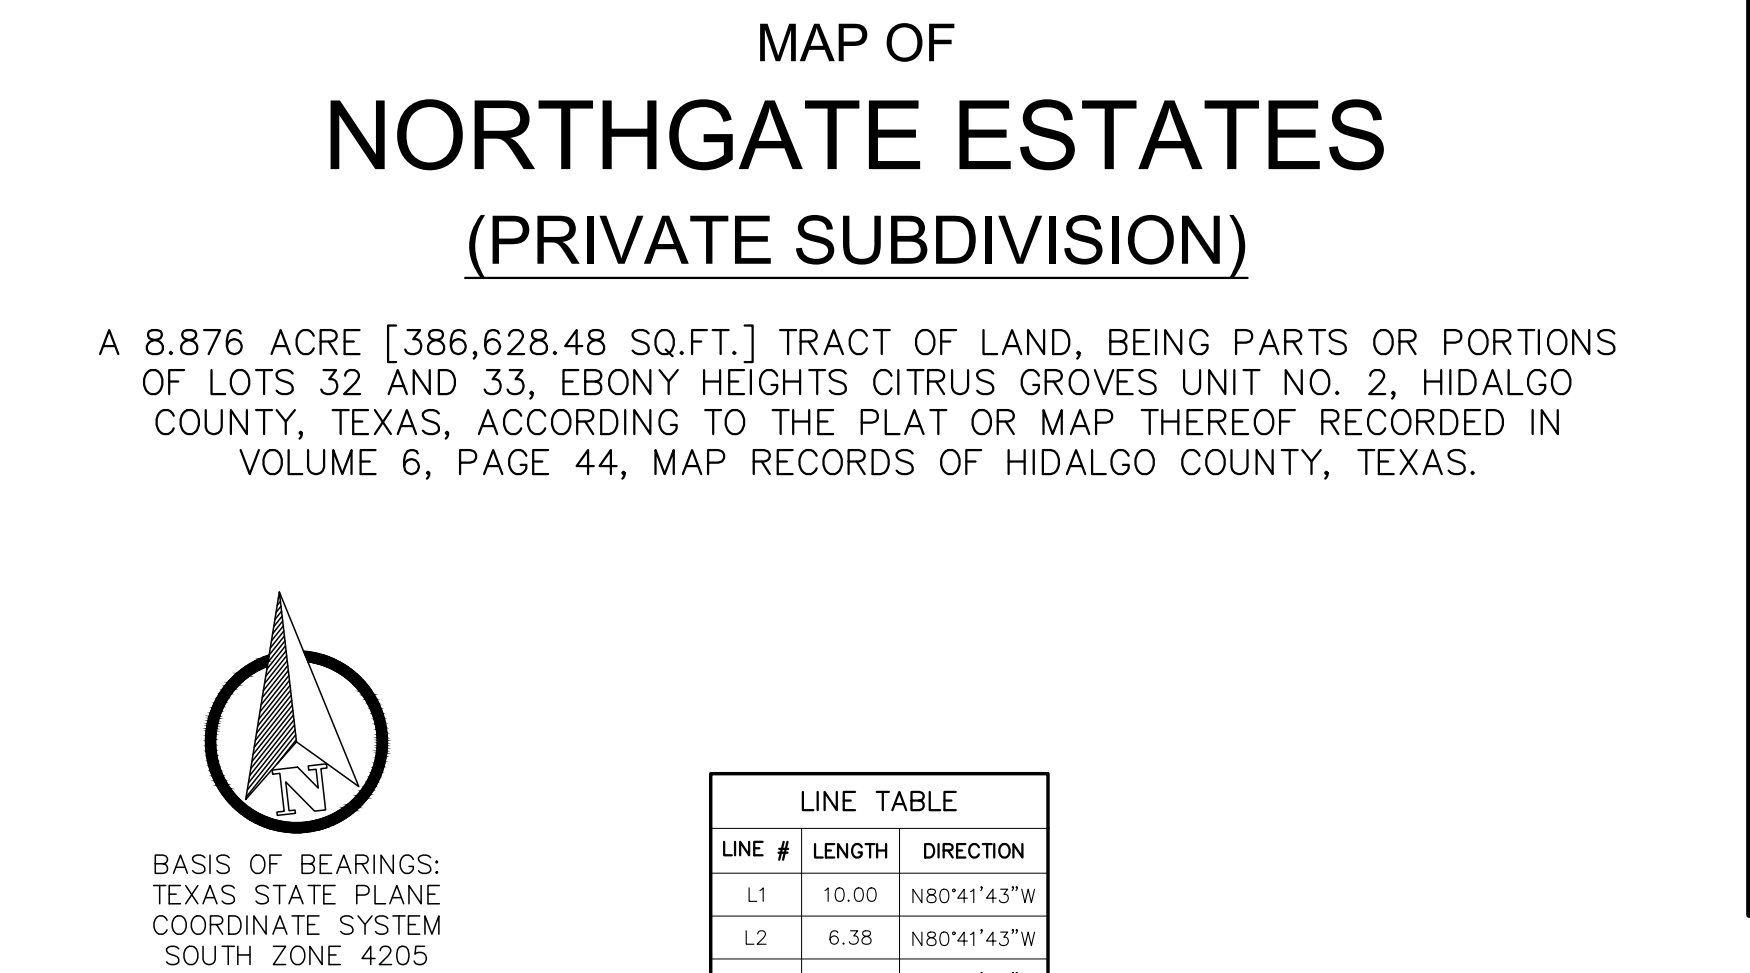 MAP OF
NORTHGATE ESTATES
(PRIVATE SUBDIVISION)
A 8.876 ACRE [386,628.48 SQ.FT.] TRACT OF LAND, BEING PARTS OR PORTIONS
OF LOTS 32 AND 33, EBONY HEIGHTS CITRUS GROVES UNIT NO. 2, HIDALGO
COUNTY, TEXAS, ACCORDING TO THE PLAT OR MAP THEREOF RECORDED IN
VOLUME 6, PAGE 44, MAP RECORDS OF HIDALGO COUNTY, TEXAS.
N
BASIS OF BEARINGS:
TEXAS STATE PLANE
COORDINATE SYSTEM
SOUTH ZONE 4205
LINE TABLE
LINE # LENGTH DIRECTION
L1 10.00 N80°41'43"W
L2 6.38 N80°41'43"W